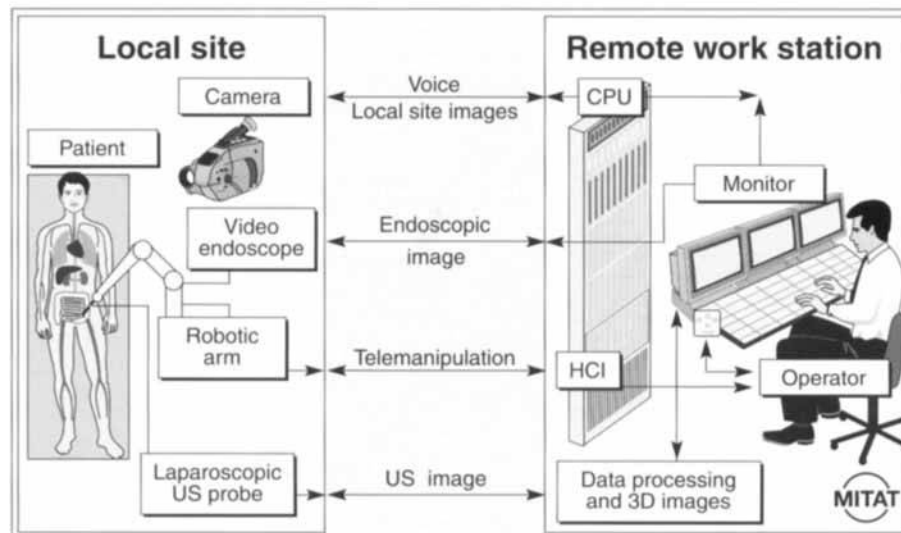 Local site
Camera
Patient
Video
endoscope
Robotic
arm
Laparoscopic
US probe
Voice
Local site images
Endoscopic
image
Telemanipulation
US image
Remote work station
CPU
Monitor
HCI
Operator
Data processing
and 3D images
MITAT